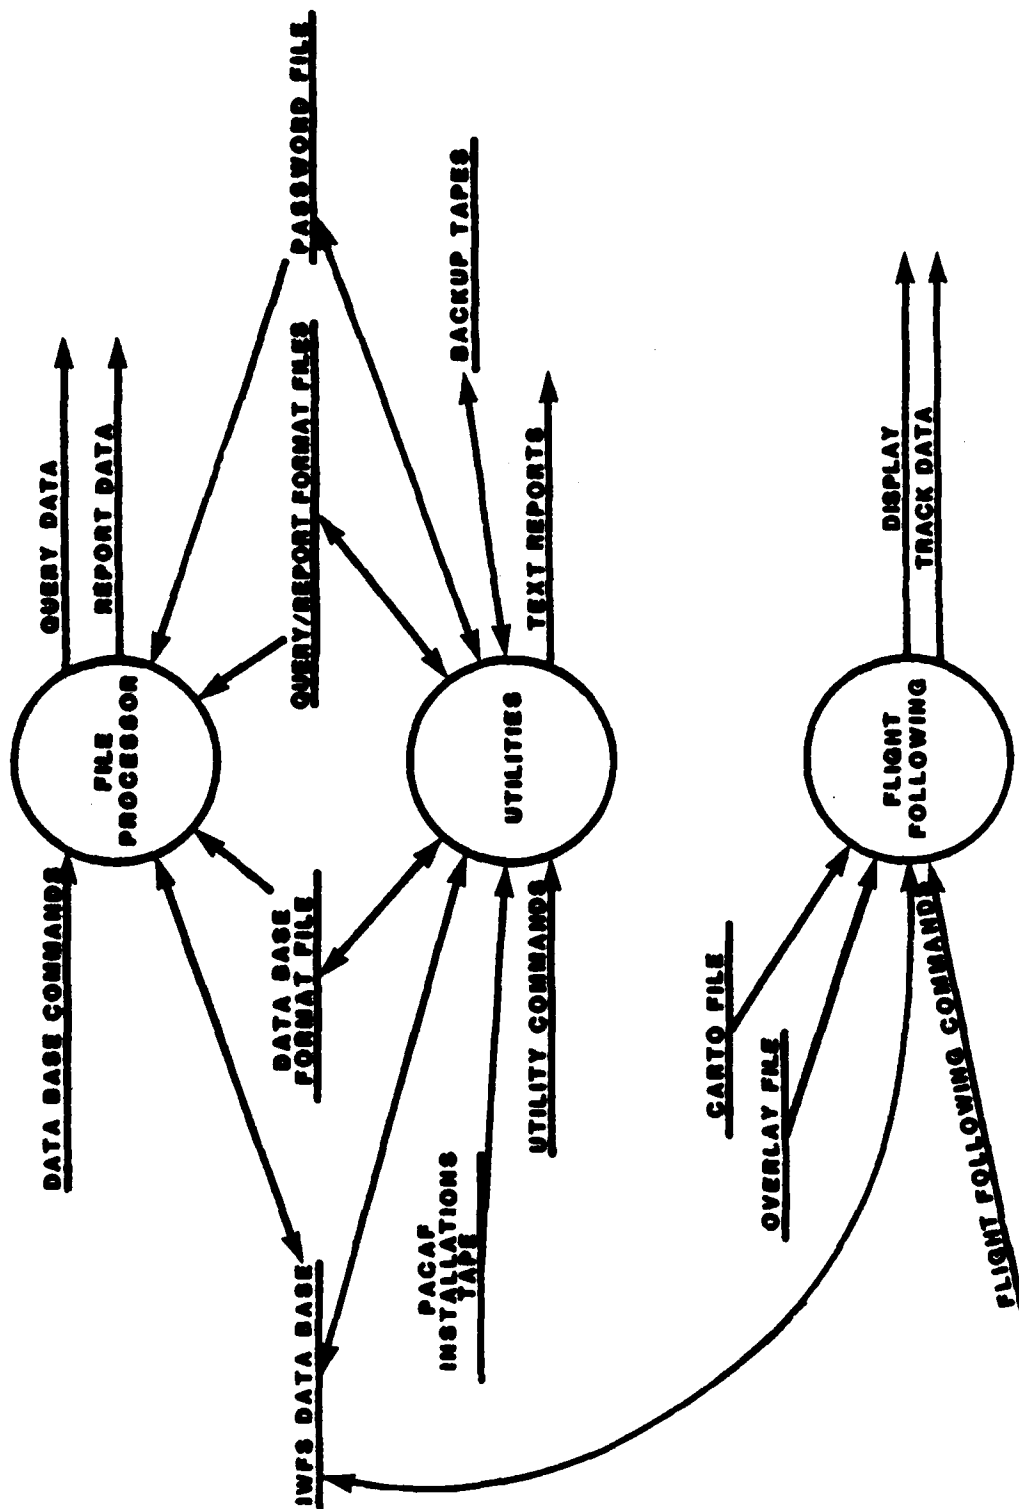 DATA BASE COMMANDS
FILE
PROCESSOR
QUERY DATA
REPORT DATA
IWFS DATA BASE
DATA BASE
FORMAT FILE
QUERY/REPORT FORMAT FILES
PASSWORD FILE
PACAF
INSTALLATIONS
TAPE
UTILITY COMMANDS
UTILITIES
BACKUP TAPES
TEXT REPORTS
CARTO FILE
OVERLAY FILE
FLIGHT FOLLOWING COMMANDS
FLIGHT
FOLLOWING
DISPLAY
TRACK DATA